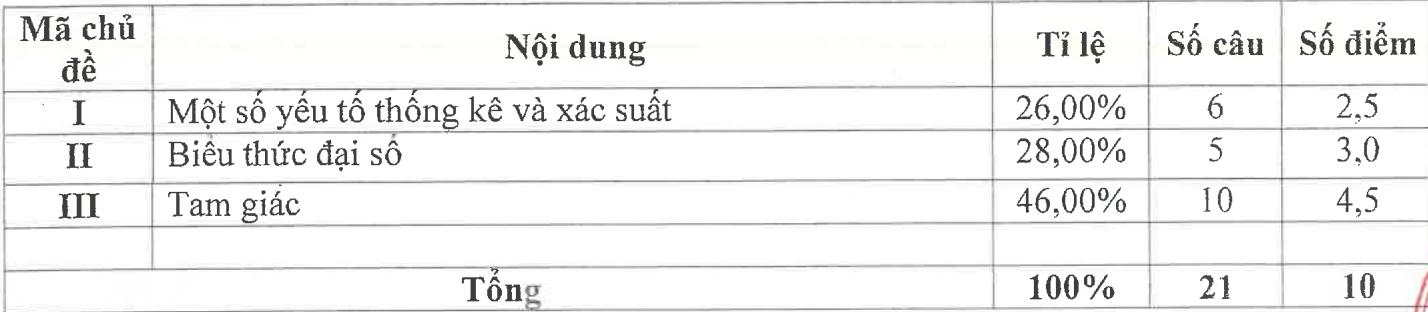 Mã chủ đề Nội dung Tỉ lệ Số câu Số điểm
I Một số yếu tố thống kê và xác suất 26,00% 6 2,5
II Biểu thức đại số 28,00% 5 3,0
III Tam giác 46,00% 10 4,5
Tổng 100% 21 10